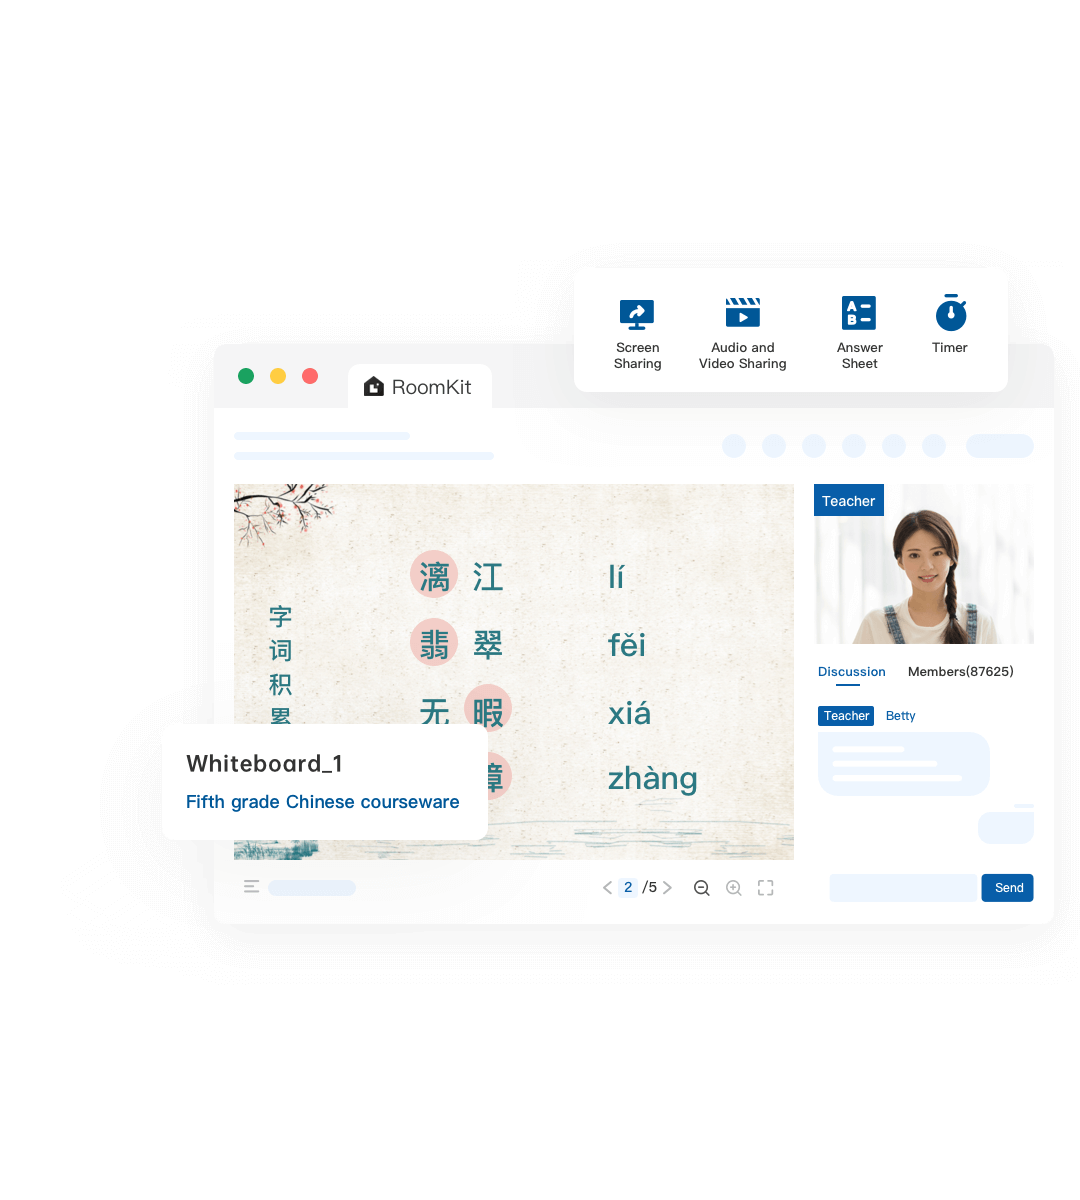 Screen
Sharing
Audio and
Video Sharing
Answer
Sheet
Timer
RoomKit
字
词
积
累
漓江
lí
翡翠
fěi
无暇
xiá
zhàng
Whiteboard_1
Fifth grade Chinese courseware
Teacher
Discussion
Members(87625)
Teacher
Betty
2 /5
Send